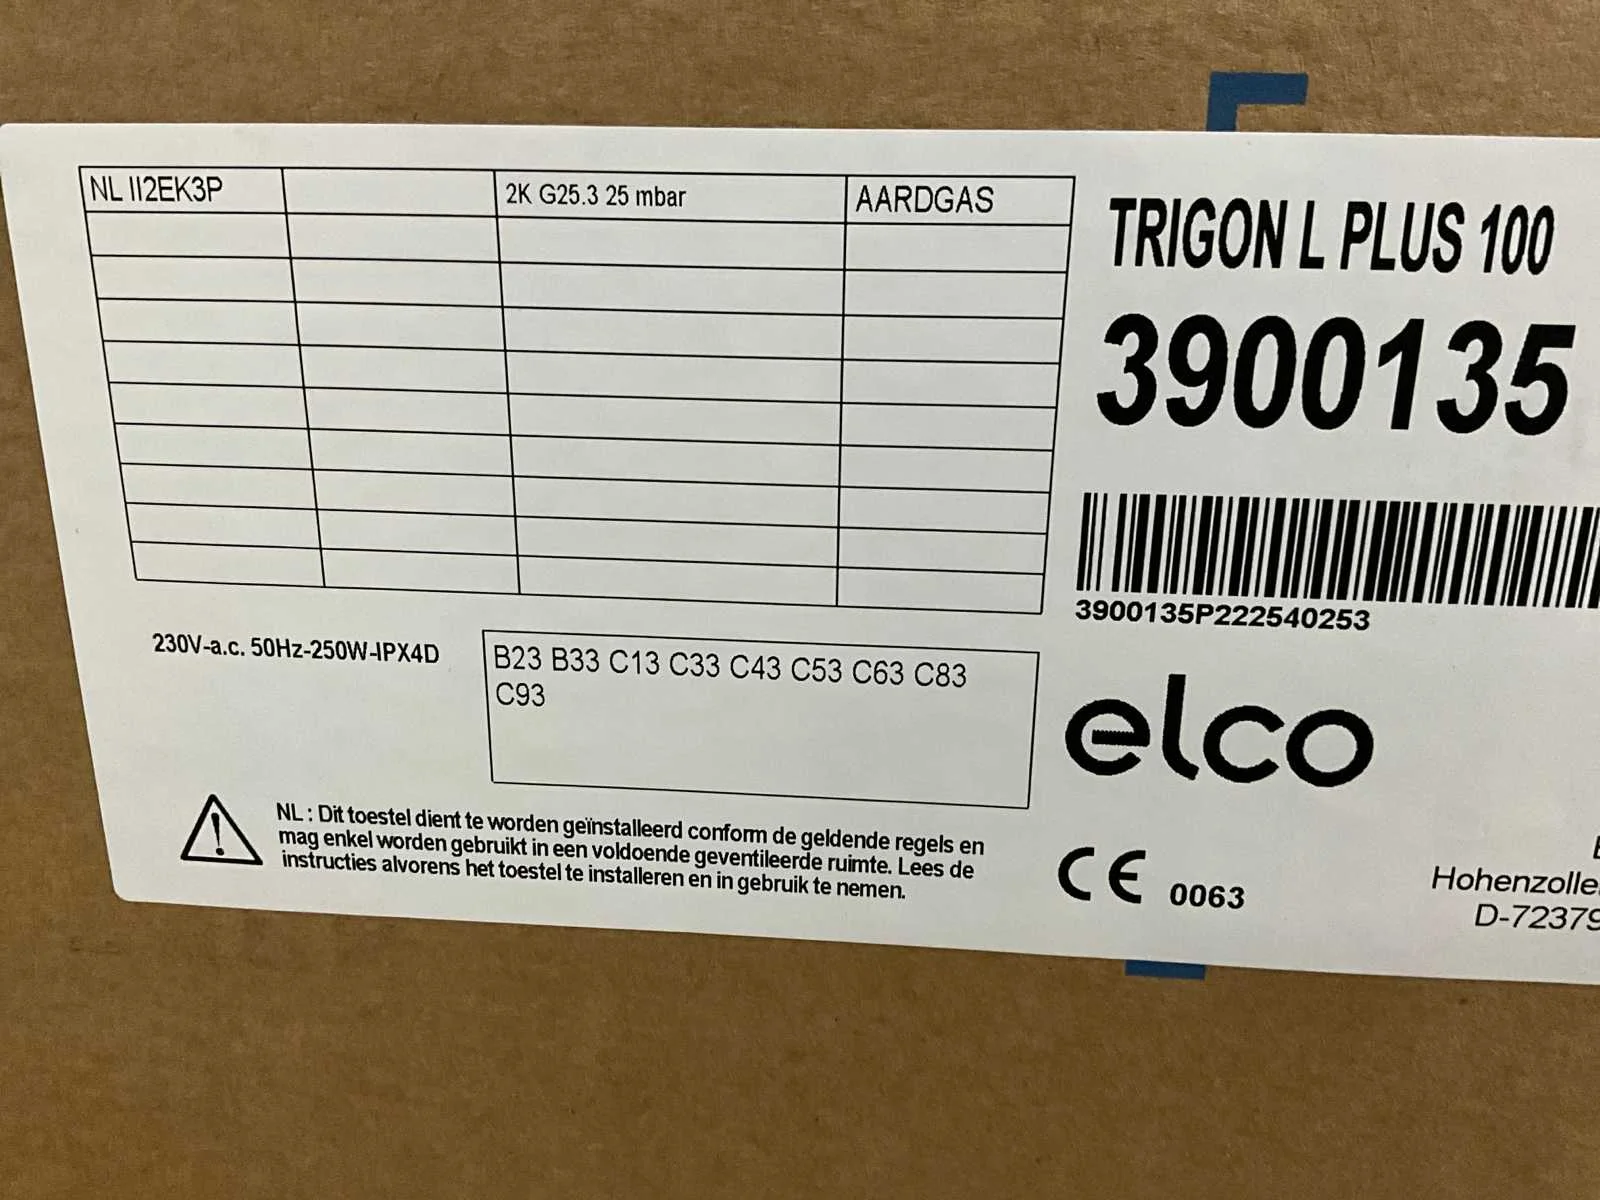 NL II2EK3P 2K G25.3 25 mbar AARDGAS
TRIGON L PLUS 100
3900135
3900135P222540253
230V-a.c. 50Hz-250W-IPX4D
B23 B33 C13 C33 C43 C53 C63 C83
C93
elco
NL : Dit toestel dient te worden geïnstalleerd conform de geldende regels en
mag enkel worden gebruikt in een voldoende geventileerde ruimte. Lees de
instructies alvorens het toestel te installeren en in gebruik te nemen.
CE 0063
Hohenzolle
D-72379